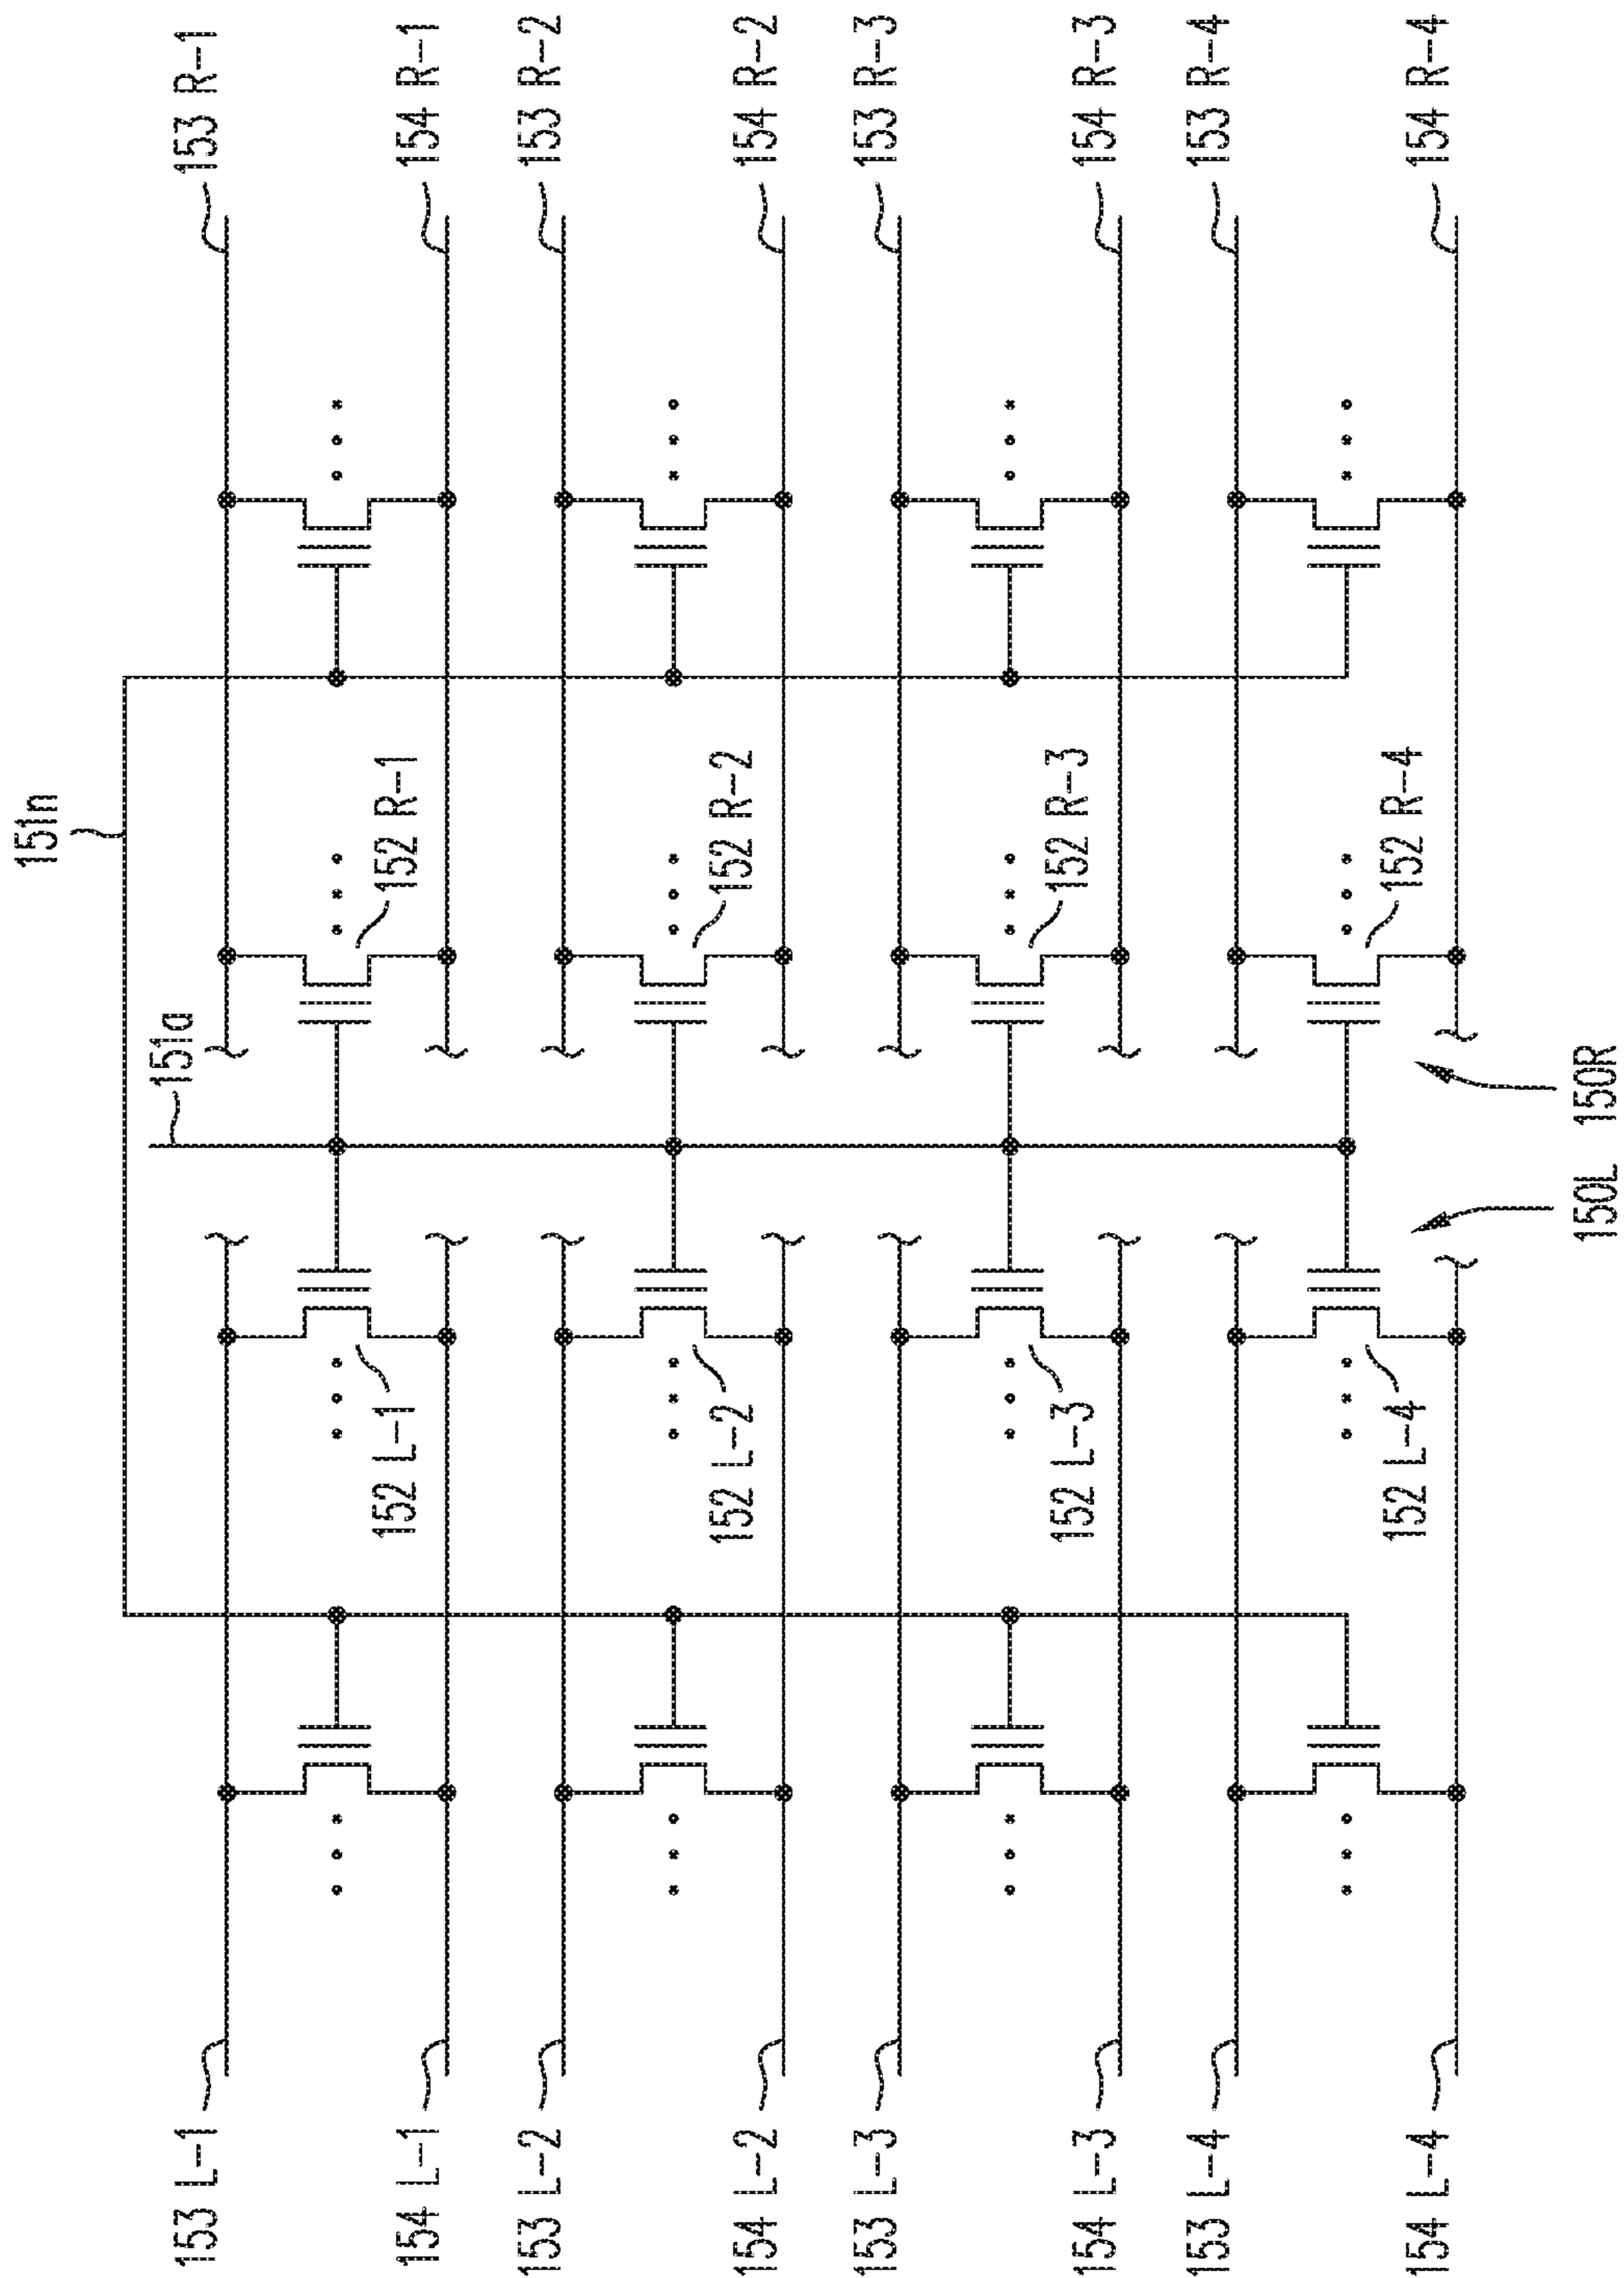 151n
151a
153 L-1
153 R-1
152 L-1
152 R-1
154 L-1
154 R-1
153 L-2
153 R-2
152 L-2
152 R-2
154 L-2
154 R-2
153 L-3
153 R-3
152 L-3
152 R-3
154 L-3
154 R-3
153 L-4
153 R-4
152 L-4
152 R-4
154 L-4
154 R-4
150L
150R